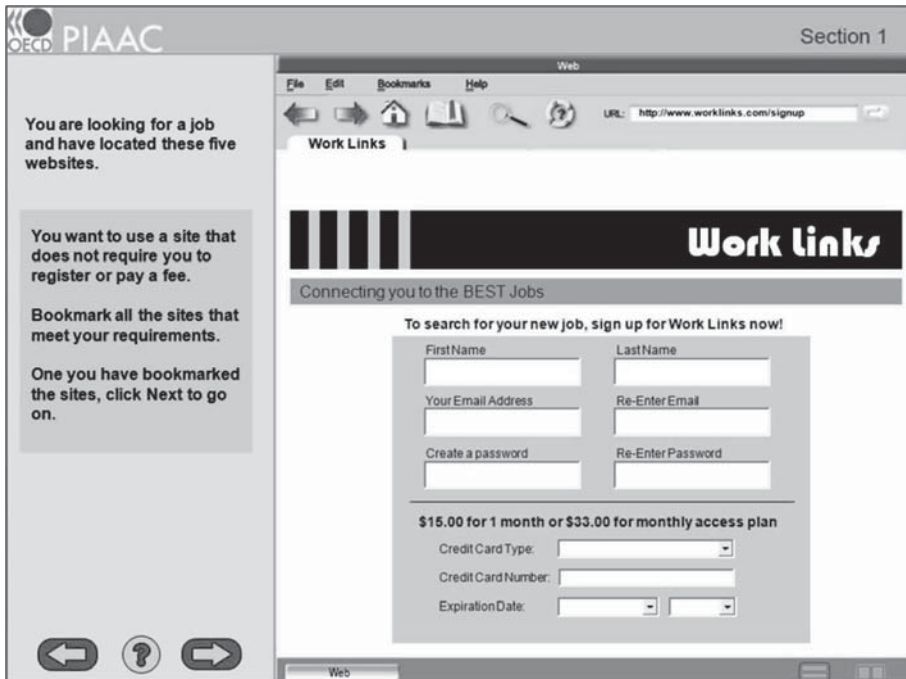 OECD PIAAC
Section 1
You are looking for a job
and have located these five
websites.
You want to use a site that
does not require you to
register or pay a fee.
Bookmark all the sites that
meet your requirements.
One you have bookmarked
the sites, click Next to go
on.
Web
File Edit Bookmarks Help
URL: http://www.worklinks.com/signup
Work Links
Work Links
Connecting you to the BEST Jobs
To search for your new job, sign up for Work Links now!
First Name Last Name
Your Email Address Re-Enter Email
Create a password Re-Enter Password
$15.00 for 1 month or $33.00 for monthly access plan
Credit Card Type:
Credit Card Number:
Expiration Date:
?
Web